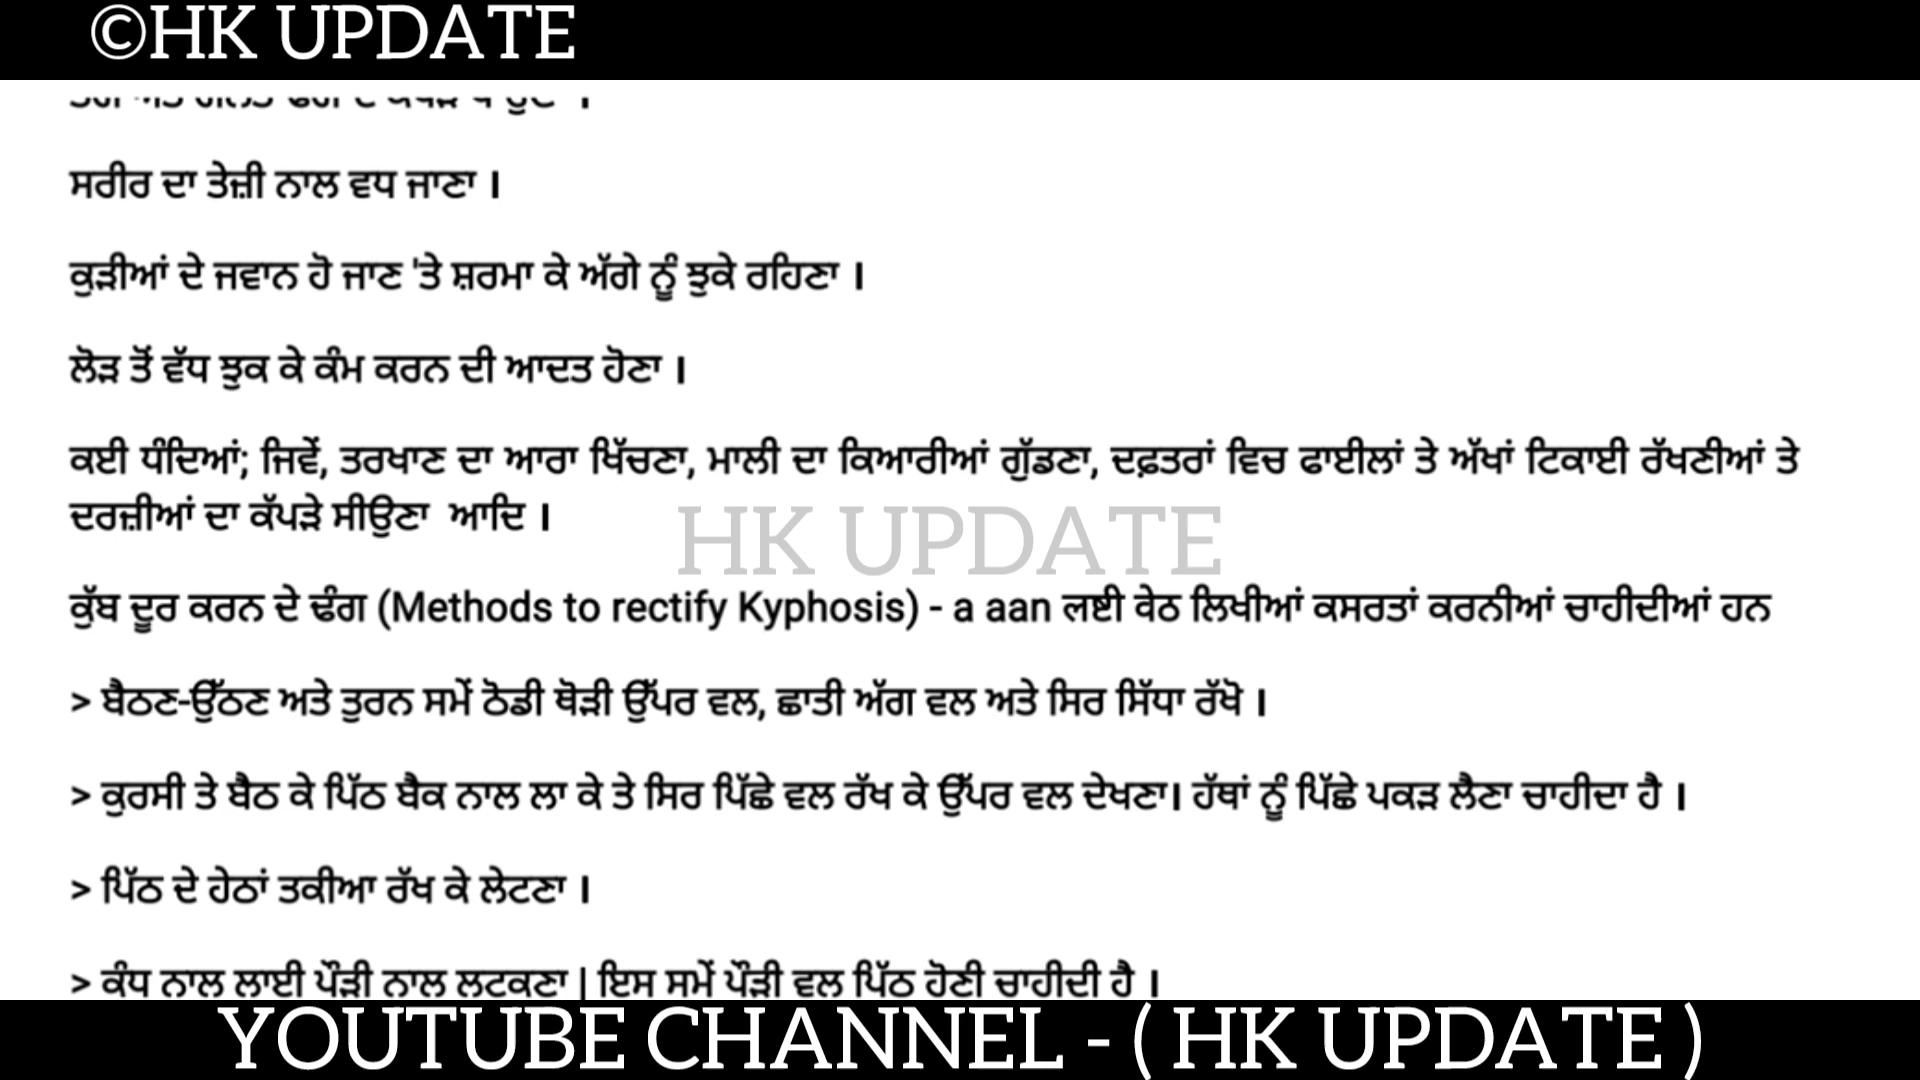 ©HK UPDATE
ਸਰੀਰ ਦਾ ਤੇਜ਼ੀ ਨਾਲ ਵਧ ਜਾਣਾ ।
ਕੁੜੀਆਂ ਦੇ ਜਵਾਨ ਹੋ ਜਾਣ 'ਤੇ ਸ਼ਰਮਾ ਕੇ ਅੱਗੇ ਨੂੰ ਝੁਕੇ ਰਹਿਣਾ ।
ਲੋੜ ਤੋਂ ਵੱਧ ਝੁਕ ਕੇ ਕੰਮ ਕਰਨ ਦੀ ਆਦਤ ਹੋਣਾ ।
ਕਈ ਧੰਦਿਆਂ; ਜਿਵੇਂ, ਤਰਖਾਣ ਦਾ ਆਰਾ ਖਿੱਚਣਾ, ਮਾਲੀ ਦਾ ਕਿਆਰੀਆਂ ਗੁੱਡਣਾ, ਦਫ਼ਤਰਾਂ ਵਿਚ ਫਾਈਲਾਂ ਤੇ ਅੱਖਾਂ ਟਿਕਾਈ ਰੱਖਣੀਆਂ ਤੇ
ਦਰਜ਼ੀਆਂ ਦਾ ਕੱਪੜੇ ਸੀਉਣਾ ਆਦਿ ।
HK UPDATE
ਕੁੱਬ ਦੂਰ ਕਰਨ ਦੇ ਢੰਗ (Methods to rectify Kyphosis) - a aan ਲਈ ਵੇਠ ਲਿਖੀਆਂ ਕਸਰਤਾਂ ਕਰਨੀਆਂ ਚਾਹੀਦੀਆਂ ਹਨ
> ਬੈਠਣ-ਉੱਠਣ ਅਤੇ ਤੁਰਨ ਸਮੇਂ ਠੋਡੀ ਥੋੜੀ ਉੱਪਰ ਵਲ, ਛਾਤੀ ਅੱਗ ਵਲ ਅਤੇ ਸਿਰ ਸਿੱਧਾ ਰੱਖੋ ।
> ਕੁਰਸੀ ਤੇ ਬੈਠ ਕੇ ਪਿੱਠ ਬੈਕ ਨਾਲ ਲਾ ਕੇ ਤੇ ਸਿਰ ਪਿੱਛੇ ਵਲ ਰੱਖ ਕੇ ਉੱਪਰ ਵਲ ਦੇਖਣਾ। ਹੱਥਾਂ ਨੂੰ ਪਿੱਛੇ ਪਕੜ ਲੈਣਾ ਚਾਹੀਦਾ ਹੈ ।
> ਪਿੱਠ ਦੇ ਹੇਠਾਂ ਤਕੀਆ ਰੱਖ ਕੇ ਲੇਟਣਾ ।
> ਕੰਧ ਨਾਲ ਲਾਈ ਪੌੜੀ ਨਾਲ ਲਟਕਣਾ | ਇਸ ਸਮੇਂ ਪੌੜੀ ਵਲ ਪਿੱਠ ਹੋਣੀ ਚਾਹੀਦੀ ਹੈ ।
YOUTUBE CHANNEL - ( HK UPDATE )